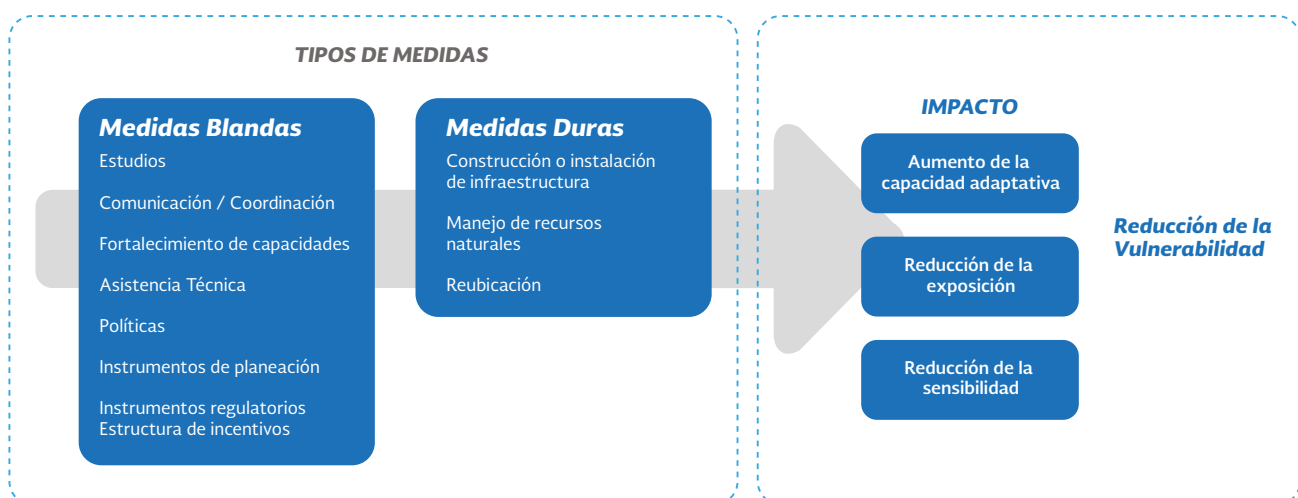 TIPOS DE MEDIDAS
Medidas Blandas
Estudios
Comunicación / Coordinación
Fortalecimiento de capacidades
Asistencia Técnica
Políticas
Instrumentos de planeación
Instrumentos regulatorios
Estructura de incentivos
Medidas Duras
Construcción o instalación
de infraestructura
Manejo de recursos
naturales
Reubicación
IMPACTO
Aumento de la
capacidad adaptativa
Reducción de la
exposición
Reducción de la
sensibilidad
Reducción de la
Vulnerabilidad